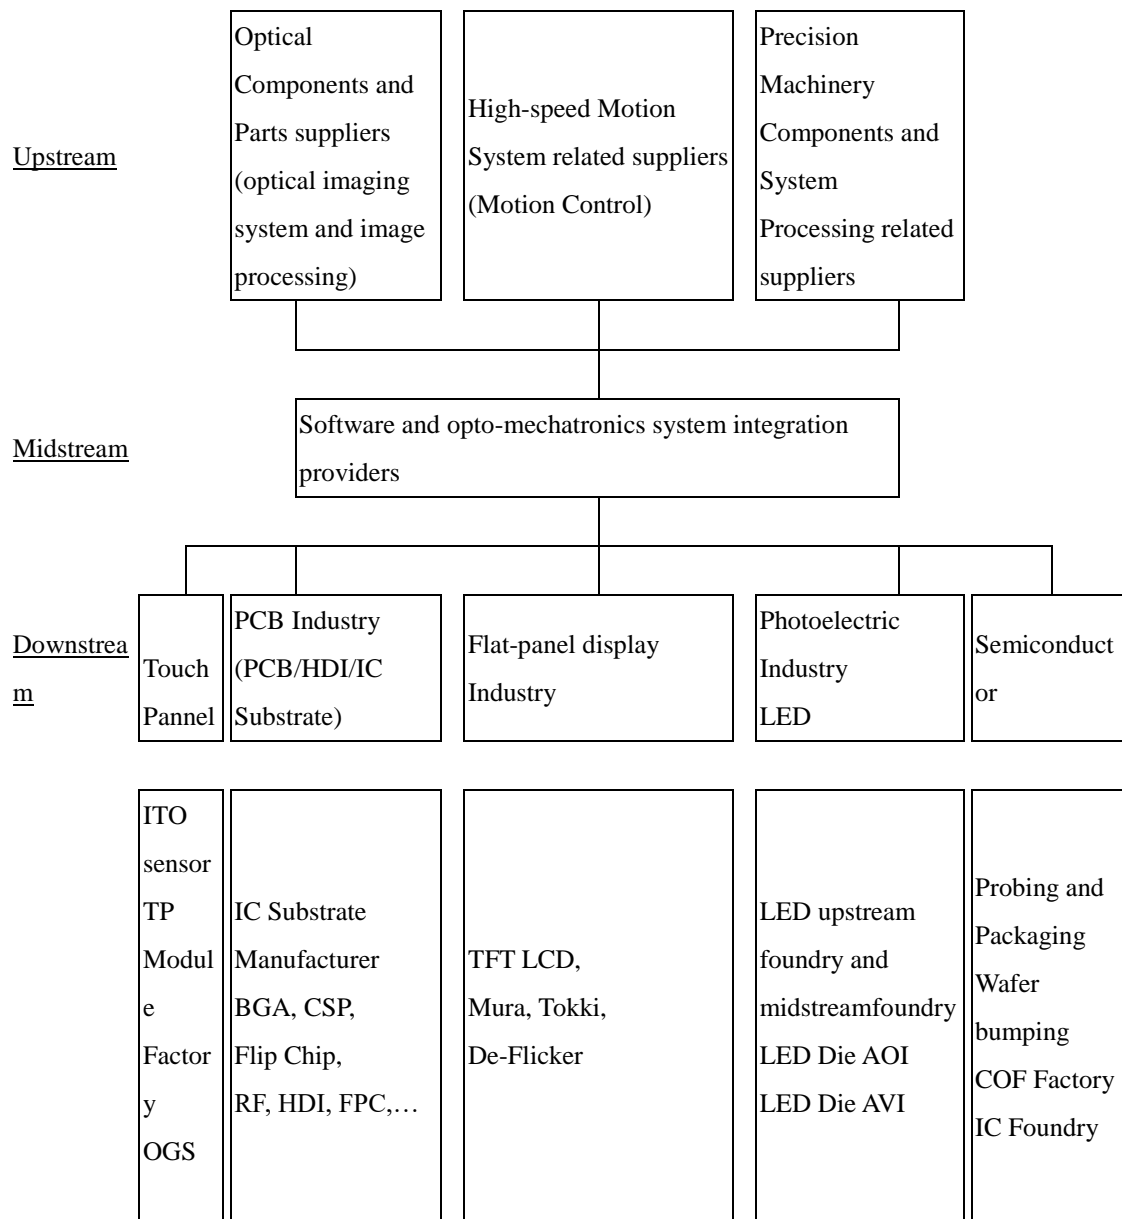 Upstream
Optical
Components and
Parts suppliers
(optical imaging
system and image
processing)
High-speed Motion
System related suppliers
(Motion Control)
Precision
Machinery
Components and
System
Processing related
suppliers
Midstream
Software and opto-mechatronics system integration
providers
Downstrea
m
Touch
Pannel
PCB Industry
(PCB/HDI/IC
Substrate)
Flat-panel display
Industry
Photoelectric
Industry
LED
Semiconduct
or
ITO
sensor
TP
Modul
e
Factor
y
OGS
IC Substrate
Manufacturer
BGA, CSP,
Flip Chip,
RF, HDI, FPC,…
TFT LCD,
Mura, Tokki,
De-Flicker
LED upstream
foundry and
midstreamfoundry
LED Die AOI
LED Die AVI
Probing and
Packaging
Wafer
bumping
COF Factory
IC Foundry